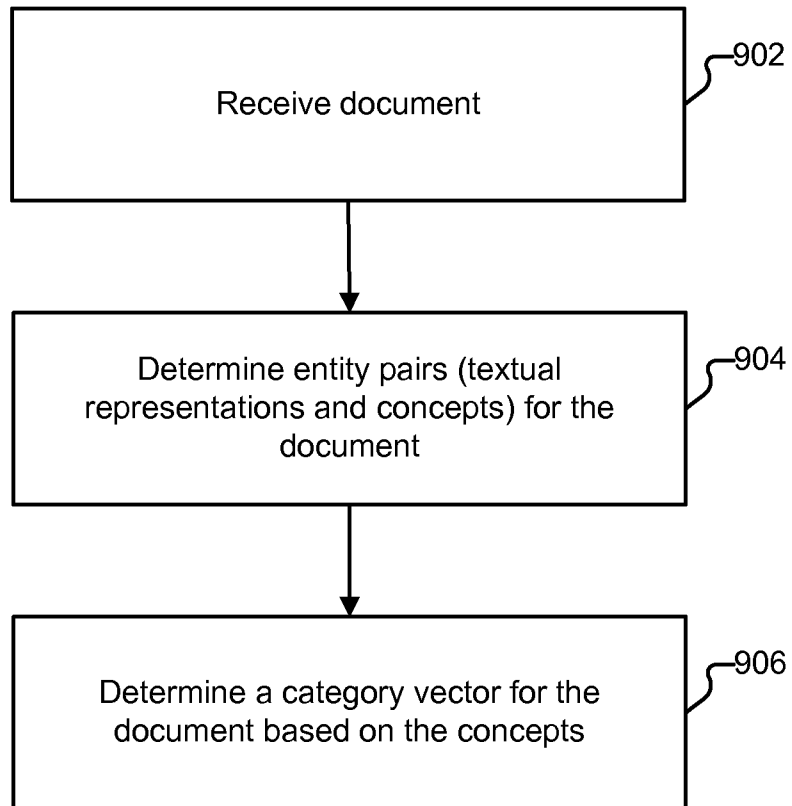 Receive document
902
Determine entity pairs (textual
representations and concepts) for the
document
904
Determine a category vector for the
document based on the concepts
906